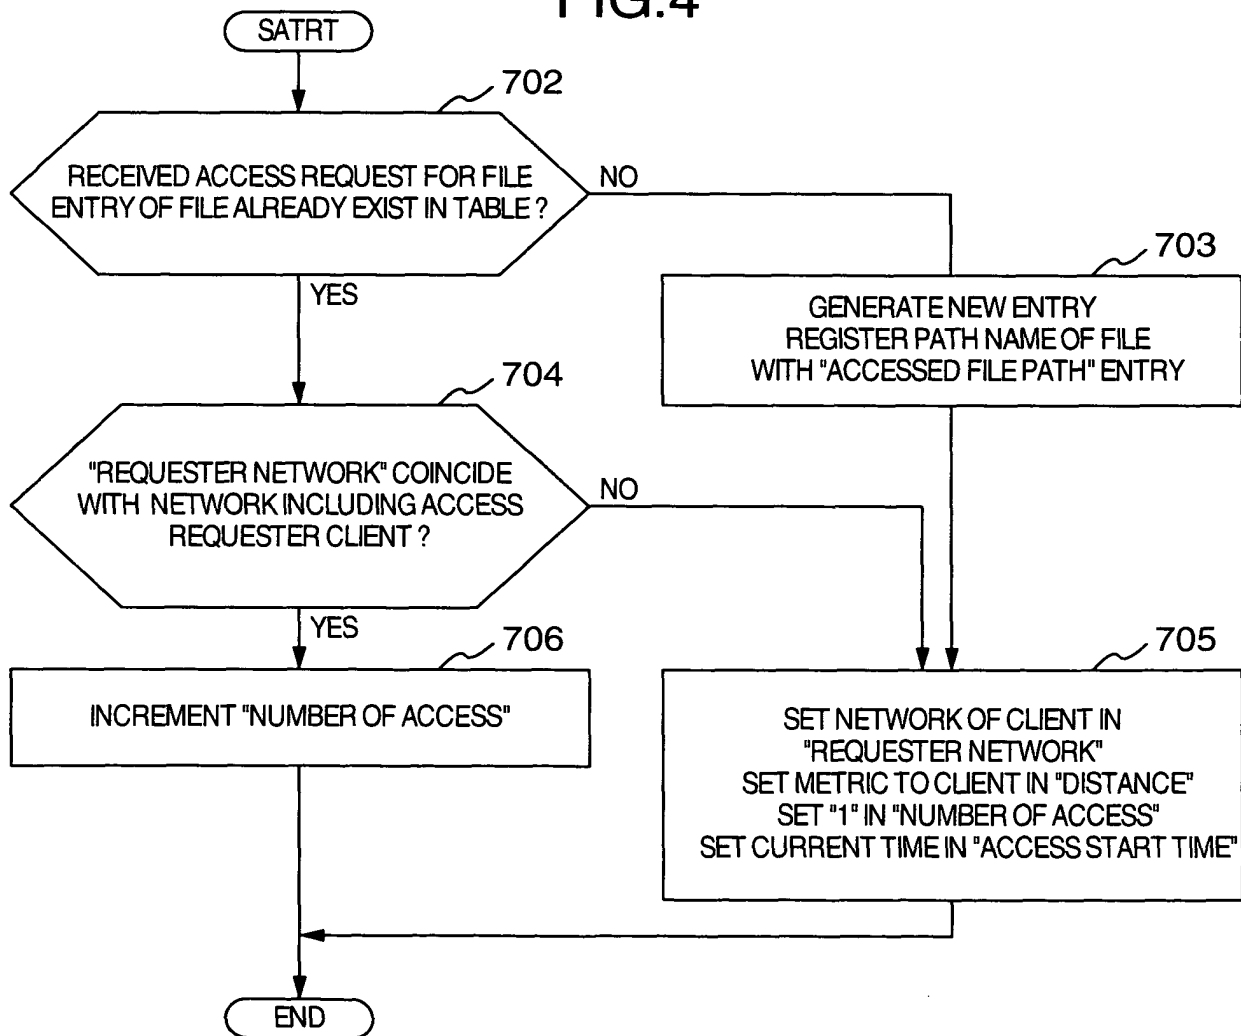 FIG.4
SATRT
702
RECEIVED ACCESS REQUEST FOR FILE
ENTRY OF FILE ALREADY EXIST IN TABLE ?
NO
YES
703
GENERATE NEW ENTRY
REGISTER PATH NAME OF FILE
WITH "ACCESSED FILE PATH" ENTRY
704
"REQUESTER NETWORK" COINCIDE
WITH NETWORK INCLUDING ACCESS
REQUESTER CLIENT ?
NO
YES
706
INCREMENT "NUMBER OF ACCESS"
705
SET NETWORK OF CLIENT IN
"REQUESTER NETWORK"
SET METRIC TO CLIENT IN "DISTANCE"
SET "1" IN "NUMBER OF ACCESS"
SET CURRENT TIME IN "ACCESS START TIME"
END